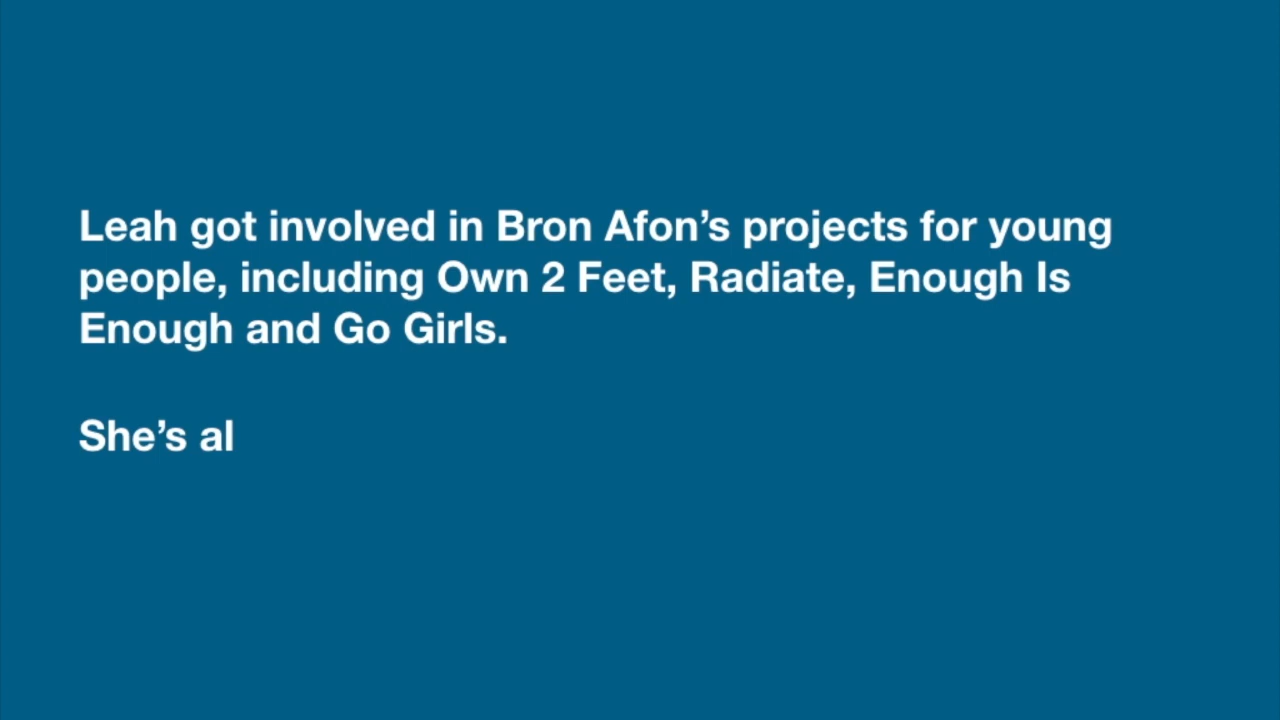 Leah got involved in Bron Afon’s projects for young
people, including Own 2 Feet, Radiate, Enough Is
Enough and Go Girls.
She’s al